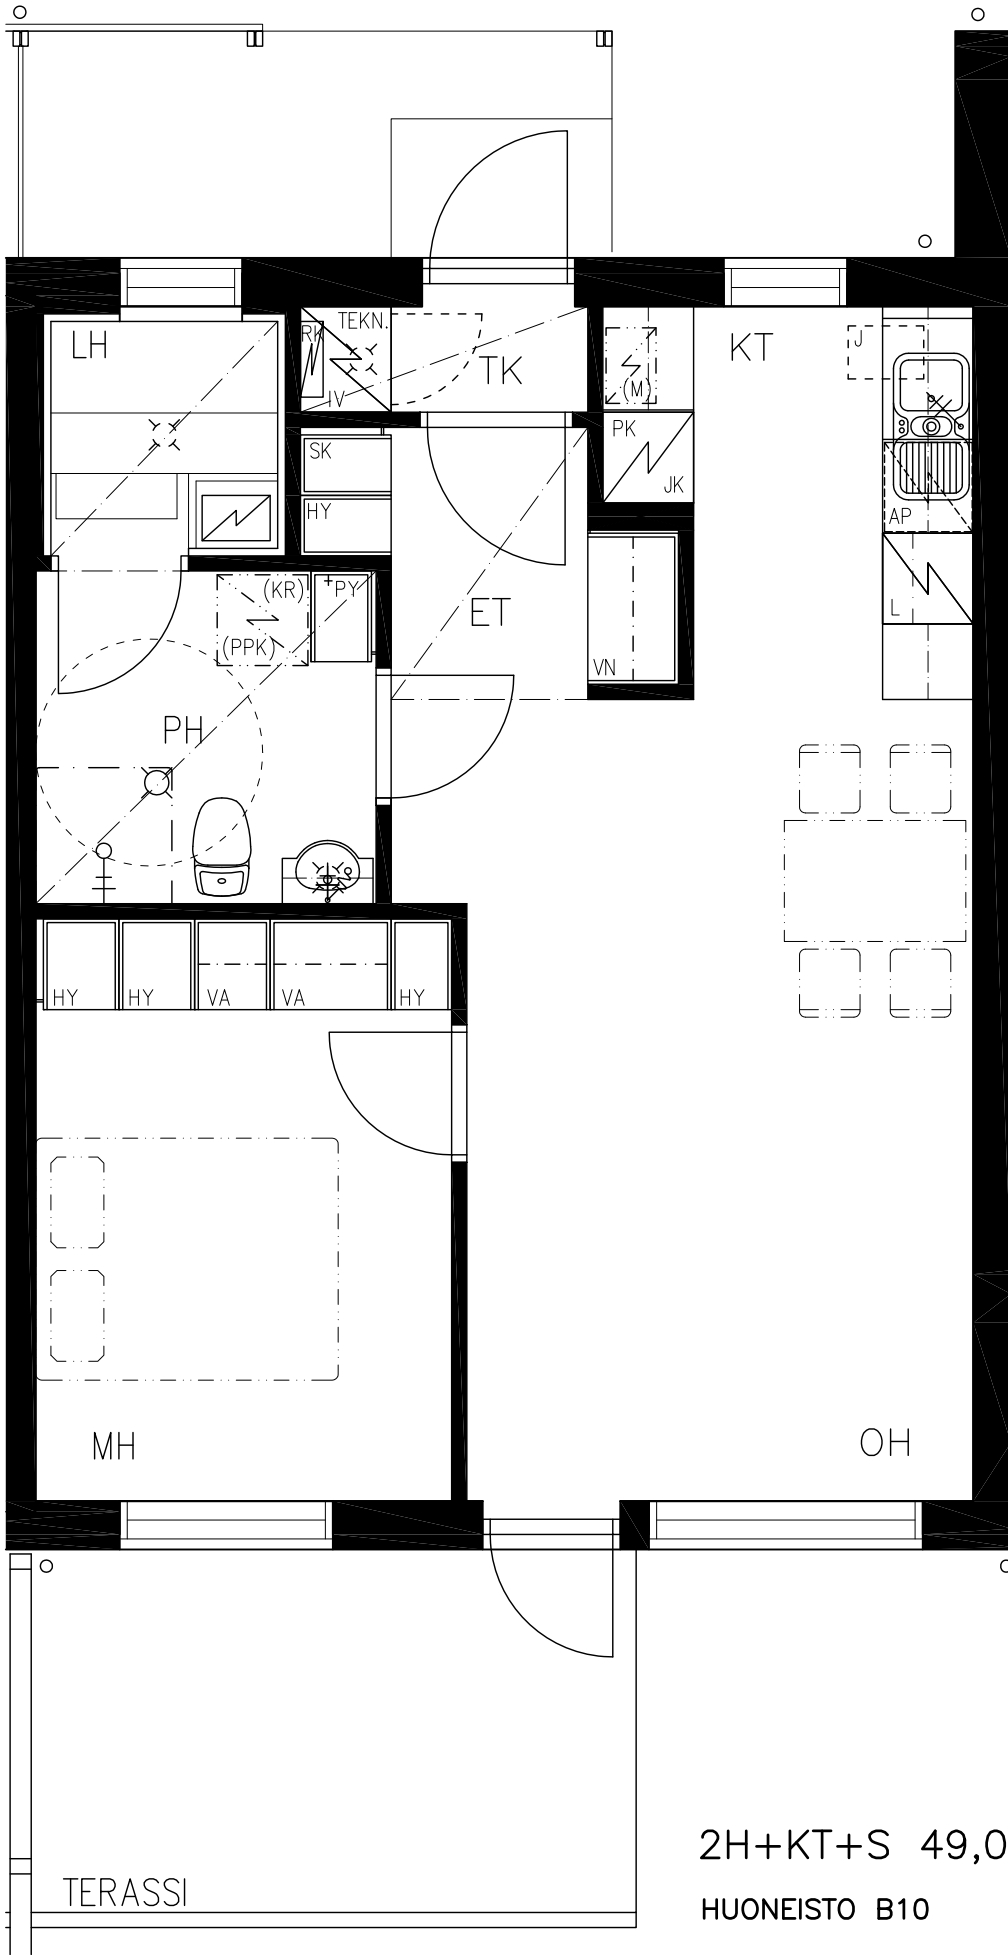 LH
RK
TEKN.
IV
TK
KT
J
(M)
PK
JK
SK
HY
AP
L
ET
VN
(KR)
PY
(PPK)
PH
HY
HY
VA
VA
HY
MH
OH
TERASSI
2H+KT+S 49,0
HUONEISTO B10